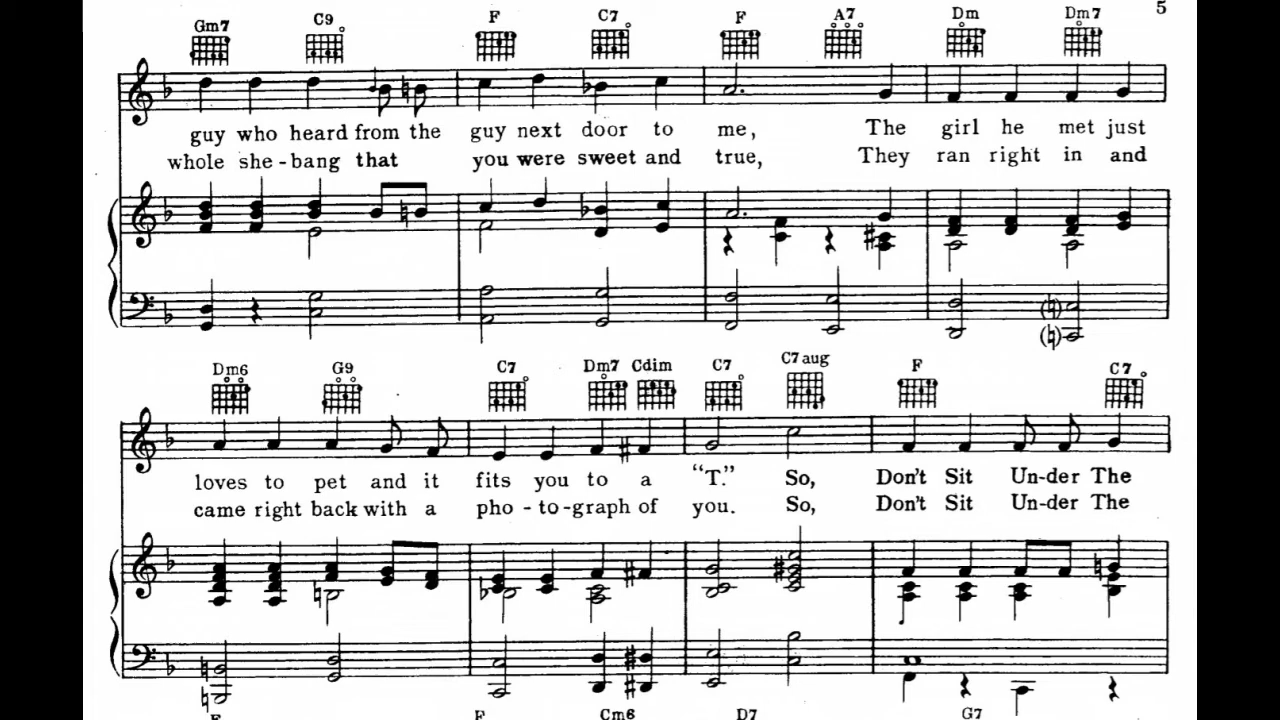 5
Gm7 C9 F C7 F A7 Dm Dm7
guy who heard from the guy next door to me, The girl he met just
whole she-bang that you were sweet and true, They ran right in and
Dm6 G9 C7 Dm7 Cdim C7 C7aug F C7
loves to pet and it fits you to a “T.” So, Don't Sit Un-der The
came right back with a pho-to-graph of you. So, Don't Sit Un-der The
F F Cm6 D7 G7